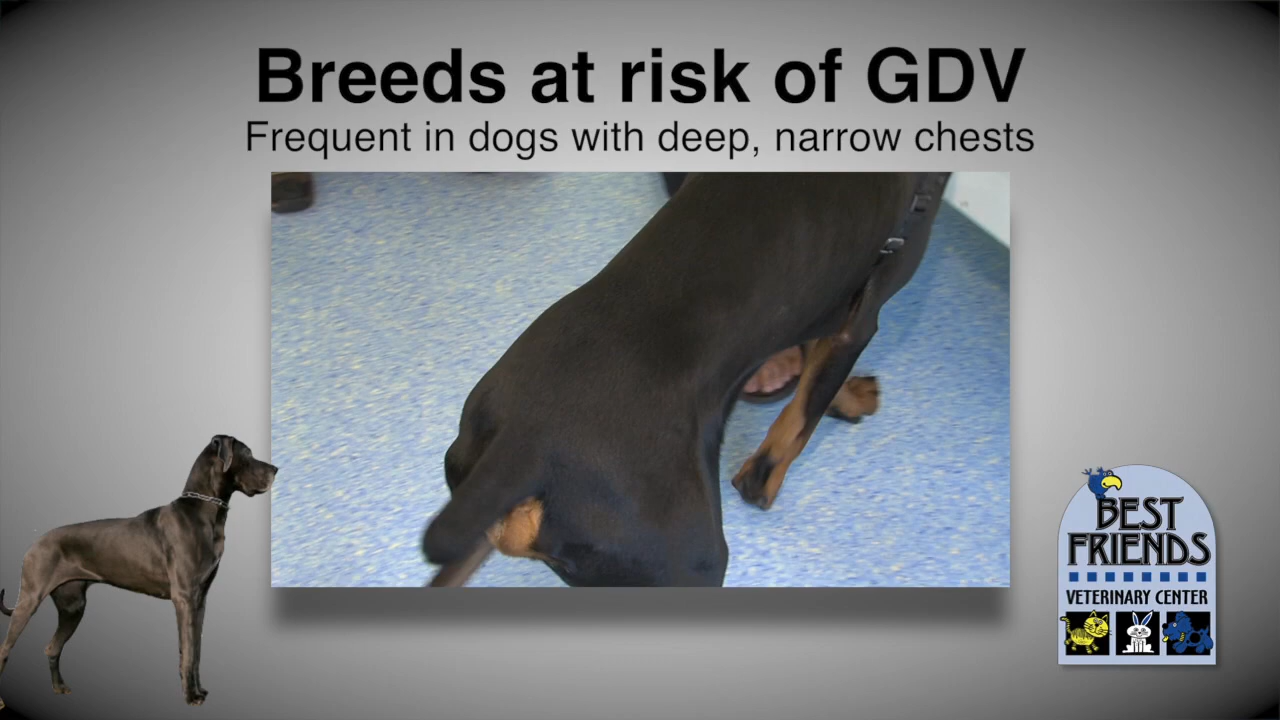 Breeds at risk of GDV
Frequent in dogs with deep, narrow chests
BEST
FRIENDS
VETERINARY CENTER